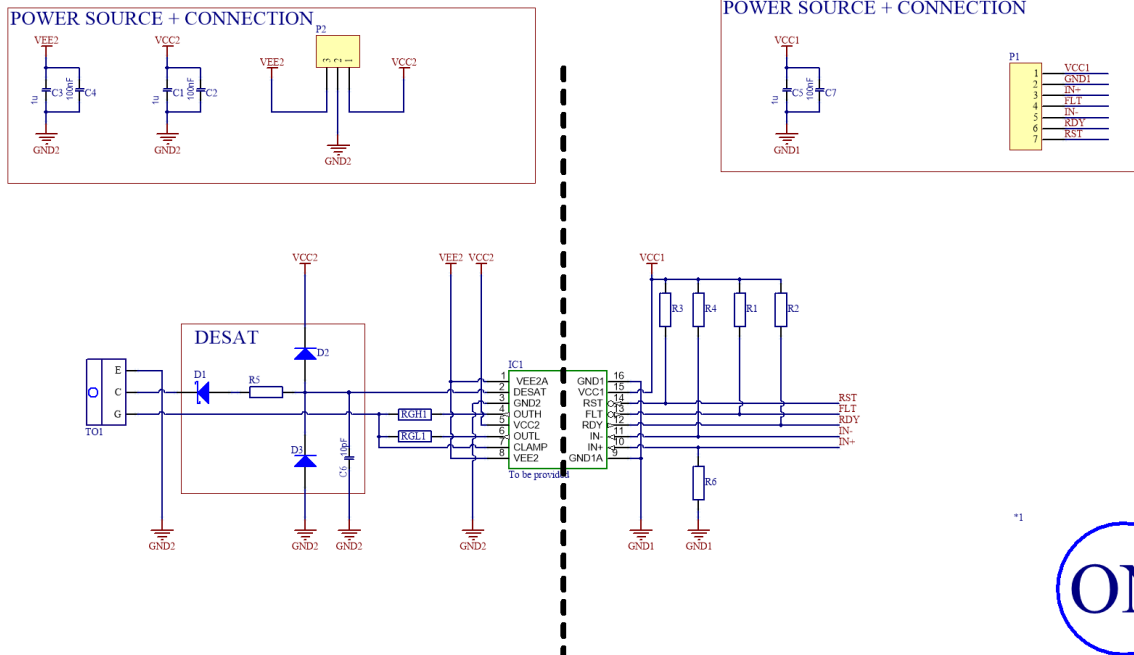 POWER SOURCE + CONNECTION
POWER SOURCE + CONNECTION
VEE2
VCC2
P2
VEE2
VCC2
3 2 1
1u
C3
100nF
C4
1u
C1
100nF
C2
GND2
GND2
GND2
VCC1
1u
C5
100nF
C7
GND1
P1
1 VCC1
2 GND1
3 IN+
4 FLT
5 IN-
6 RDY
7 RST
VCC2
VEE2
VCC2
VCC1
R3
R4
R1
R2
DESAT
D2
D1
R5
E
C
G
TO1
D3
C6
10pF
RGH1
RGL1
IC1
1 VEE2A
2 DESAT
3 GND2
4 OUTH
5 VCC2
6 OUTL
7 CLAMP
8 VEE2
GND1 16
VCC1 15
RST 14
FLT 13
RDY 12
IN- 11
IN+ 10
GND1A 9
To be provided
RST
FLT
RDY
IN-
IN+
R6
GND2
GND2
GND2
GND2
GND1
GND1
*1